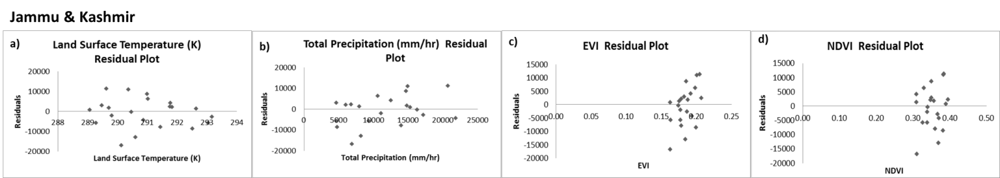 Jammu & Kashmir
a)
Land Surface Temperature (K)
Residual Plot
20000
10000
0
-10000
-20000
288
289
290
291
292
293
294
Residuals
Land Surface Temperature (K)
b)
Total Precipitation (mm/hr) Residual
Plot
20000
10000
0
-10000
-20000
0
5000
10000
15000
20000
25000
Residuals
Total Precipitation (mm/hr)
c)
EVI Residual Plot
15000
10000
5000
0
-5000
-10000
-15000
-20000
0.00
0.05
0.10
0.15
0.20
0.25
Residuals
EVI
d)
NDVI Residual Plot
15000
10000
5000
0
-5000
-10000
-15000
-20000
0.00
0.10
0.20
0.30
0.40
0.50
Residuals
NDVI